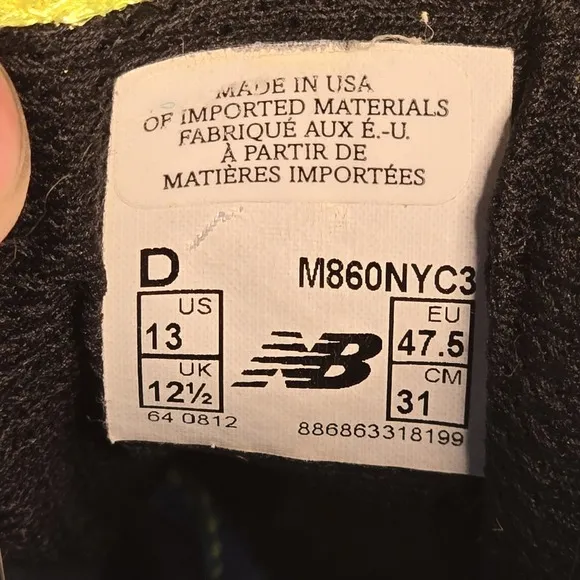 MADE IN USA
OF IMPORTED MATERIALS
FABRIQUÉ AUX É.-U.
À PARTIR DE
MATIÈRES IMPORTÉES
D M860NYC3
US
13
UK
12½
64 0812
NB
EU
47.5
CM
31
886863318199